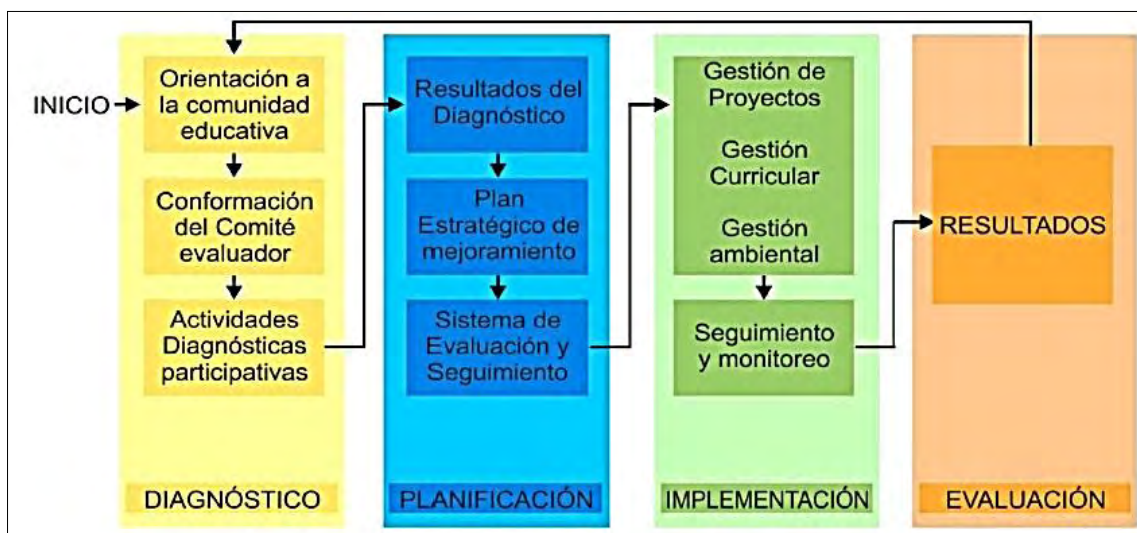 INICIO
Orientación a
la comunidad
educativa
Conformación
del Comité
evaluador
Actividades
Diagnósticas
participativas
DIAGNÓSTICO
Resultados del
Diagnóstico
Plan
Estratégico de
mejoramiento
Sistema de
Evaluación y
Seguimiento
PLANIFICACIÓN
Gestión de
Proyectos
Gestión
Curricular
Gestión
ambiental
Seguimiento
y monitoreo
IMPLEMENTACIÓN
RESULTADOS
EVALUACIÓN